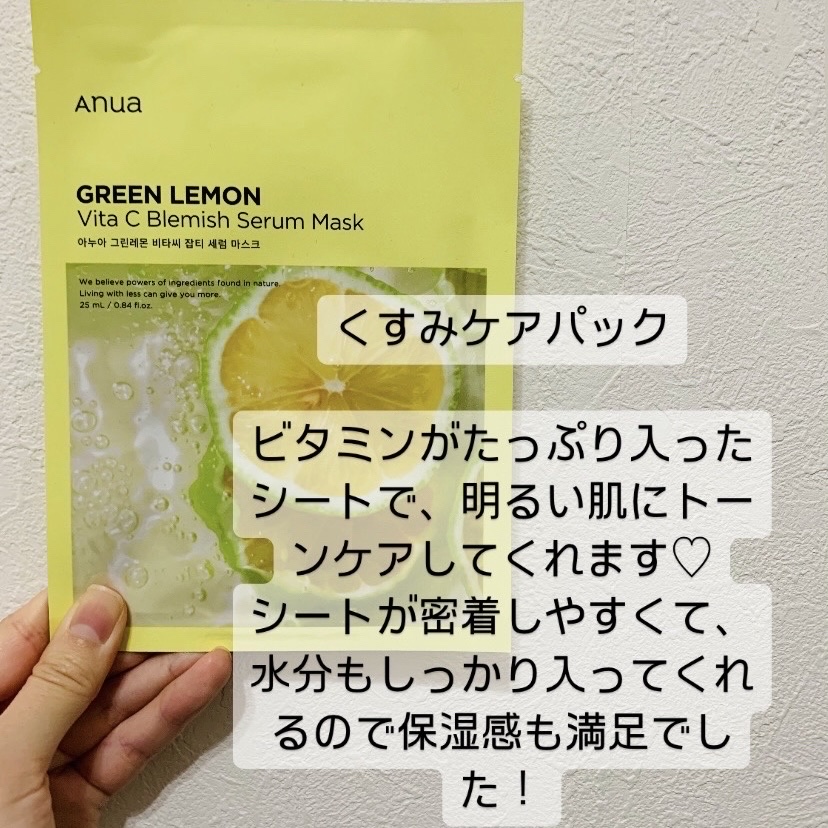 Anua
GREEN LEMON
Vita C Blemish Serum Mask
아누아 그린레몬 비타씨 잡티 세럼 마스크
We believe powers of ingredients found in nature.
Living with less can give you more.
25 mL / 0.84 fl.oz.
くすみケアパック
ビタミンがたっぷり入った
シートで、明るい肌にトー
ンケアしてくれます♡
シートが密着しやすくて、
水分もしっかり入ってくれ
るので保湿感も満足でし
た！